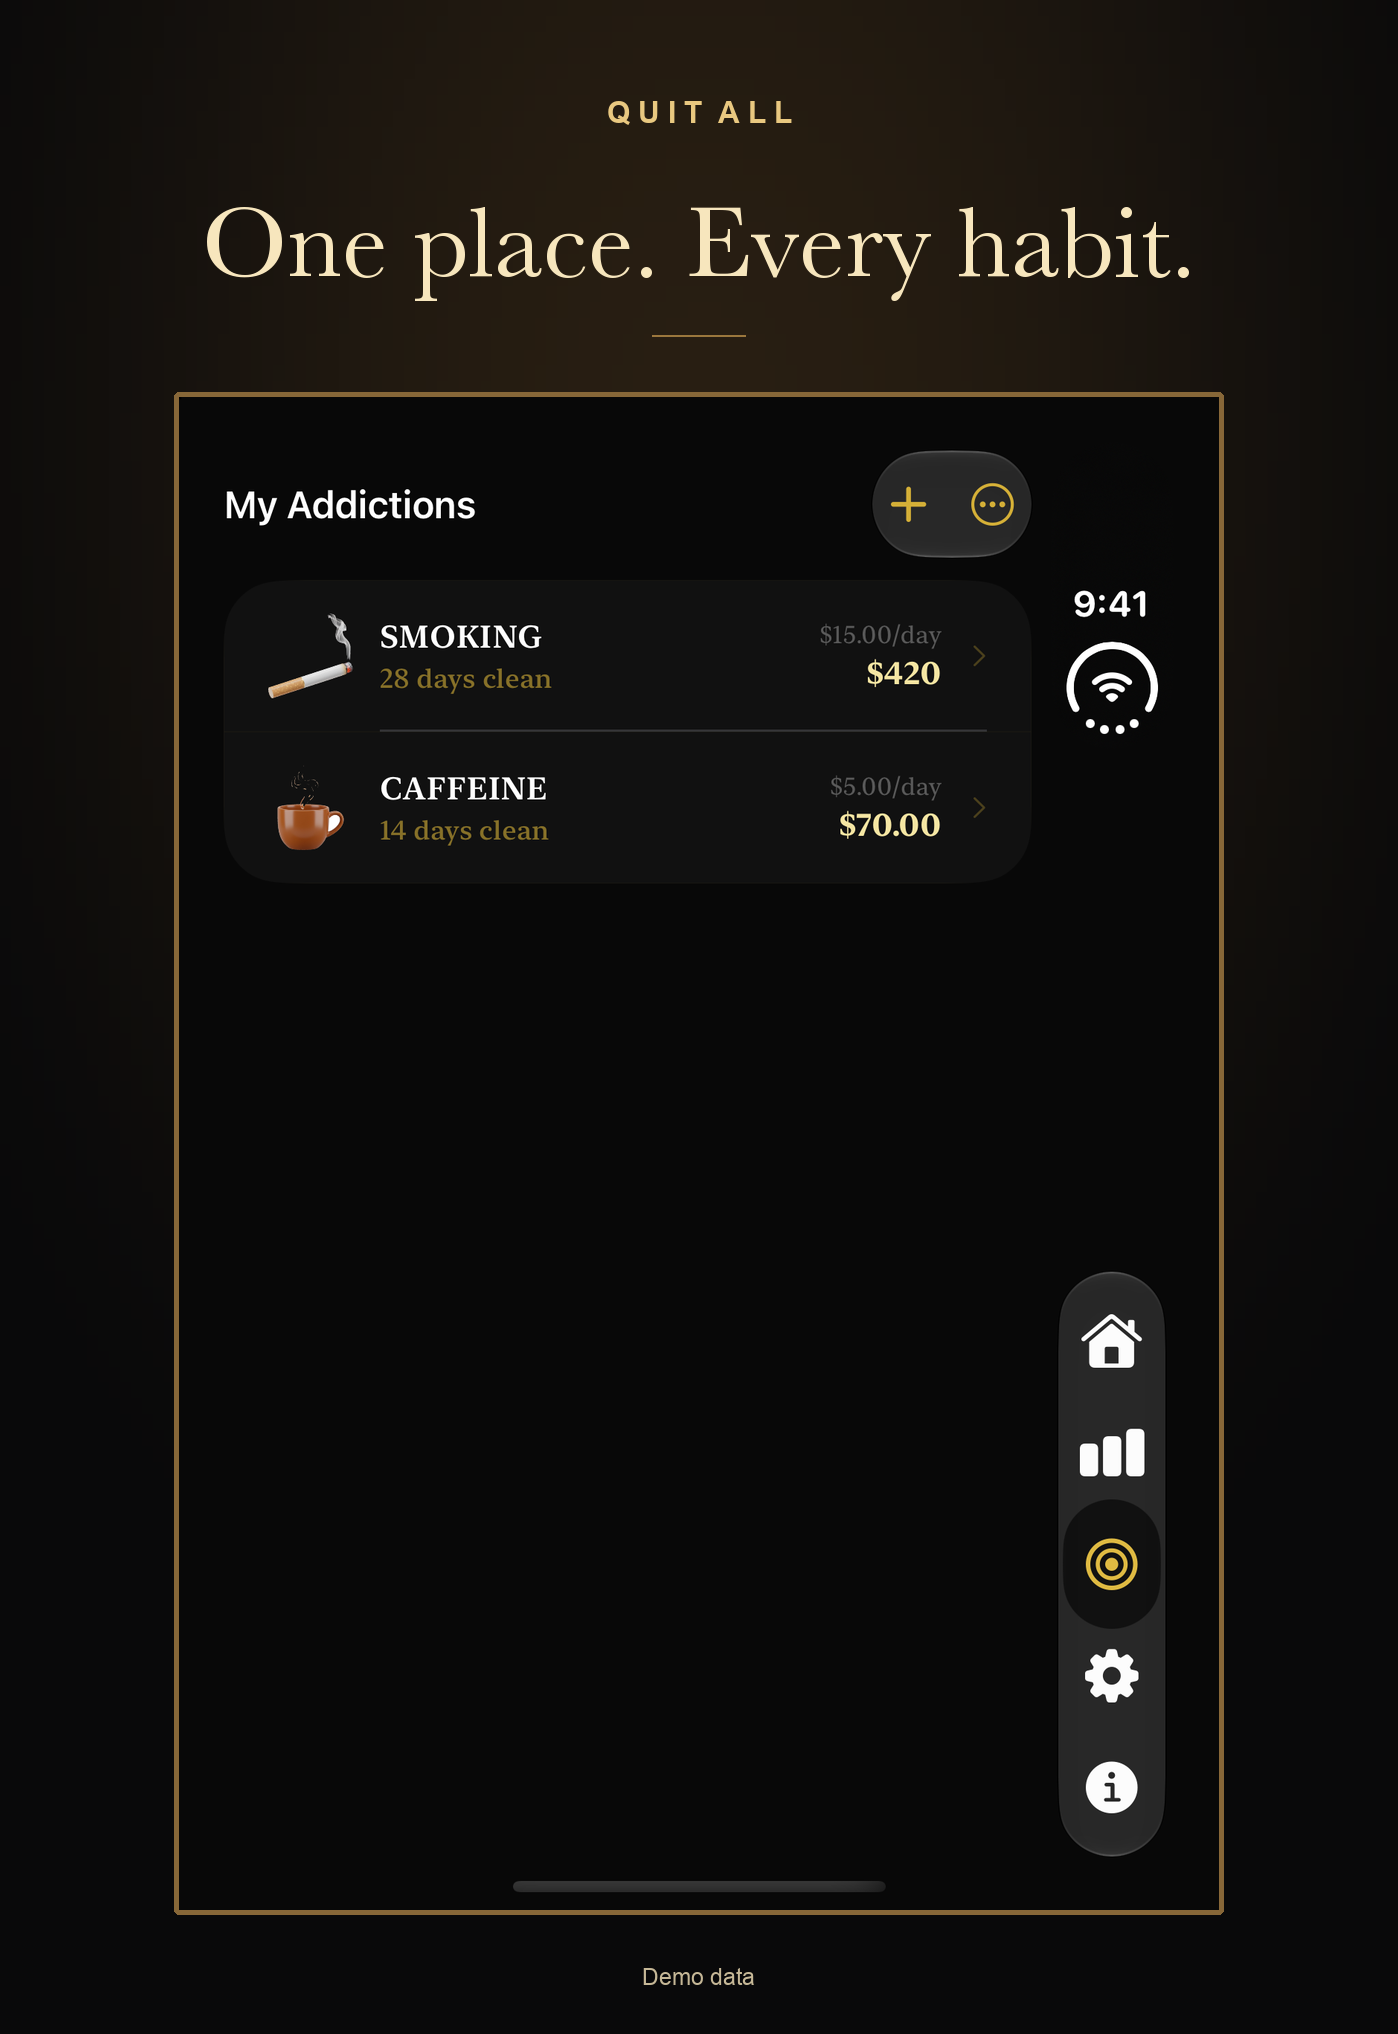 QUIT ALL
One place. Every habit.
My Addictions
9:41
SMOKING
28 days clean
$15.00/day
$420
CAFFEINE
14 days clean
$5.00/day
$70.00
Demo data